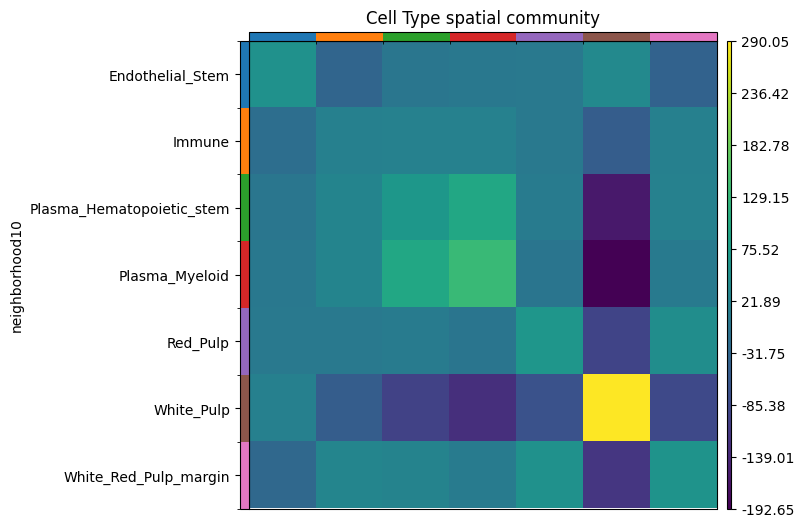 Cell Type spatial community
Endothelial_Stem
Immune
Plasma_Hematopoietic_stem
Plasma_Myeloid
Red_Pulp
White_Pulp
White_Red_Pulp_margin
neighborhood10
290.05
236.42
182.78
129.15
75.52
21.89
-31.75
-85.38
-139.01
-192.65